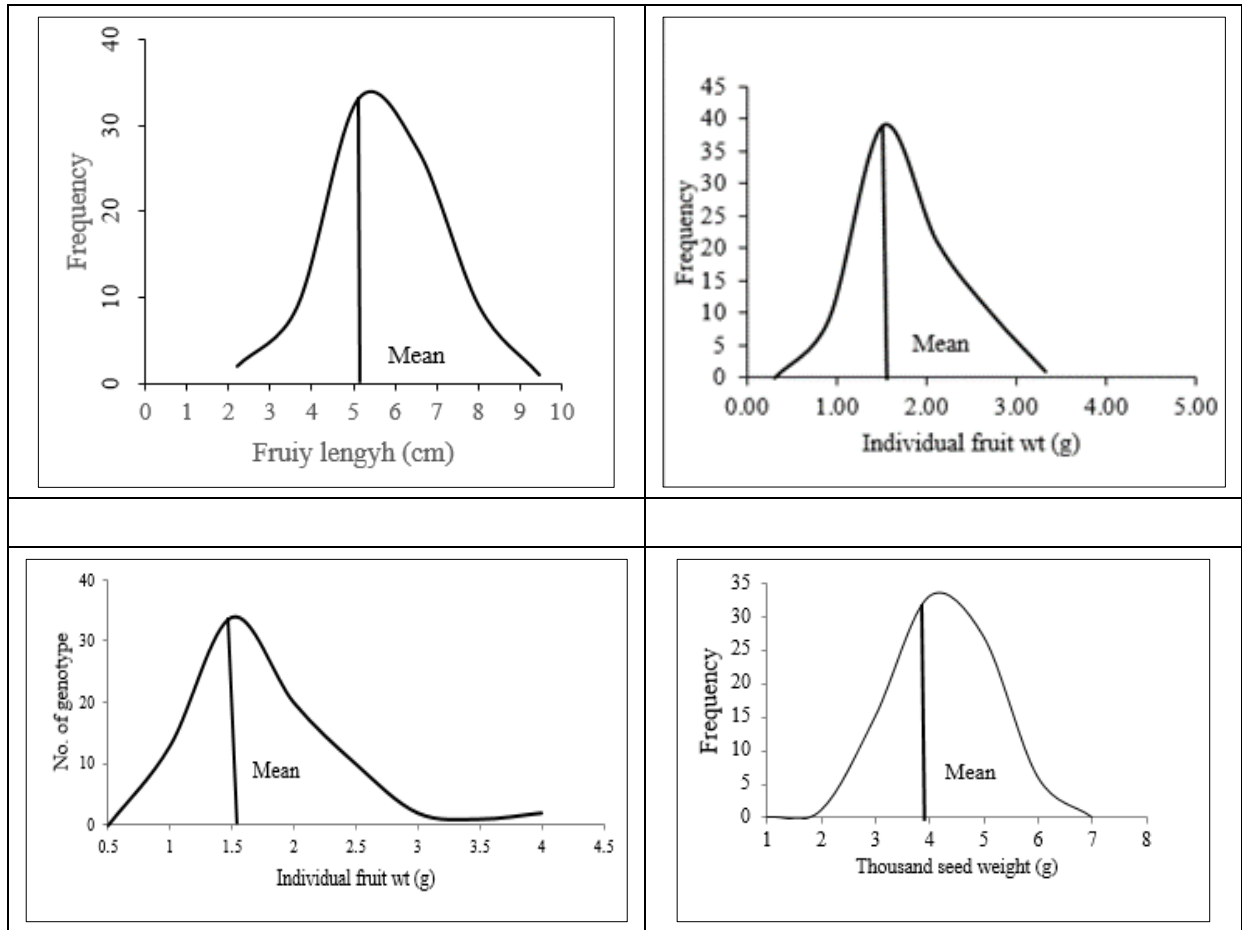 40
30
20
10
0
Frequency
Mean
0 1 2 3 4 5 6 7 8 9 10
Fruiy lengyh (cm)
45
40
35
30
25
20
15
10
5
0
Frequency
Mean
0.00 1.00 2.00 3.00 4.00 5.00
Individual fruit wt (g)
40
30
20
10
0
No. of genotype
Mean
0.5 1 1.5 2 2.5 3 3.5 4 4.5
Individual fruit wt (g)
35
30
25
20
15
10
5
0
Frequency
Mean
1 2 3 4 5 6 7 8
Thousand seed weight (g)